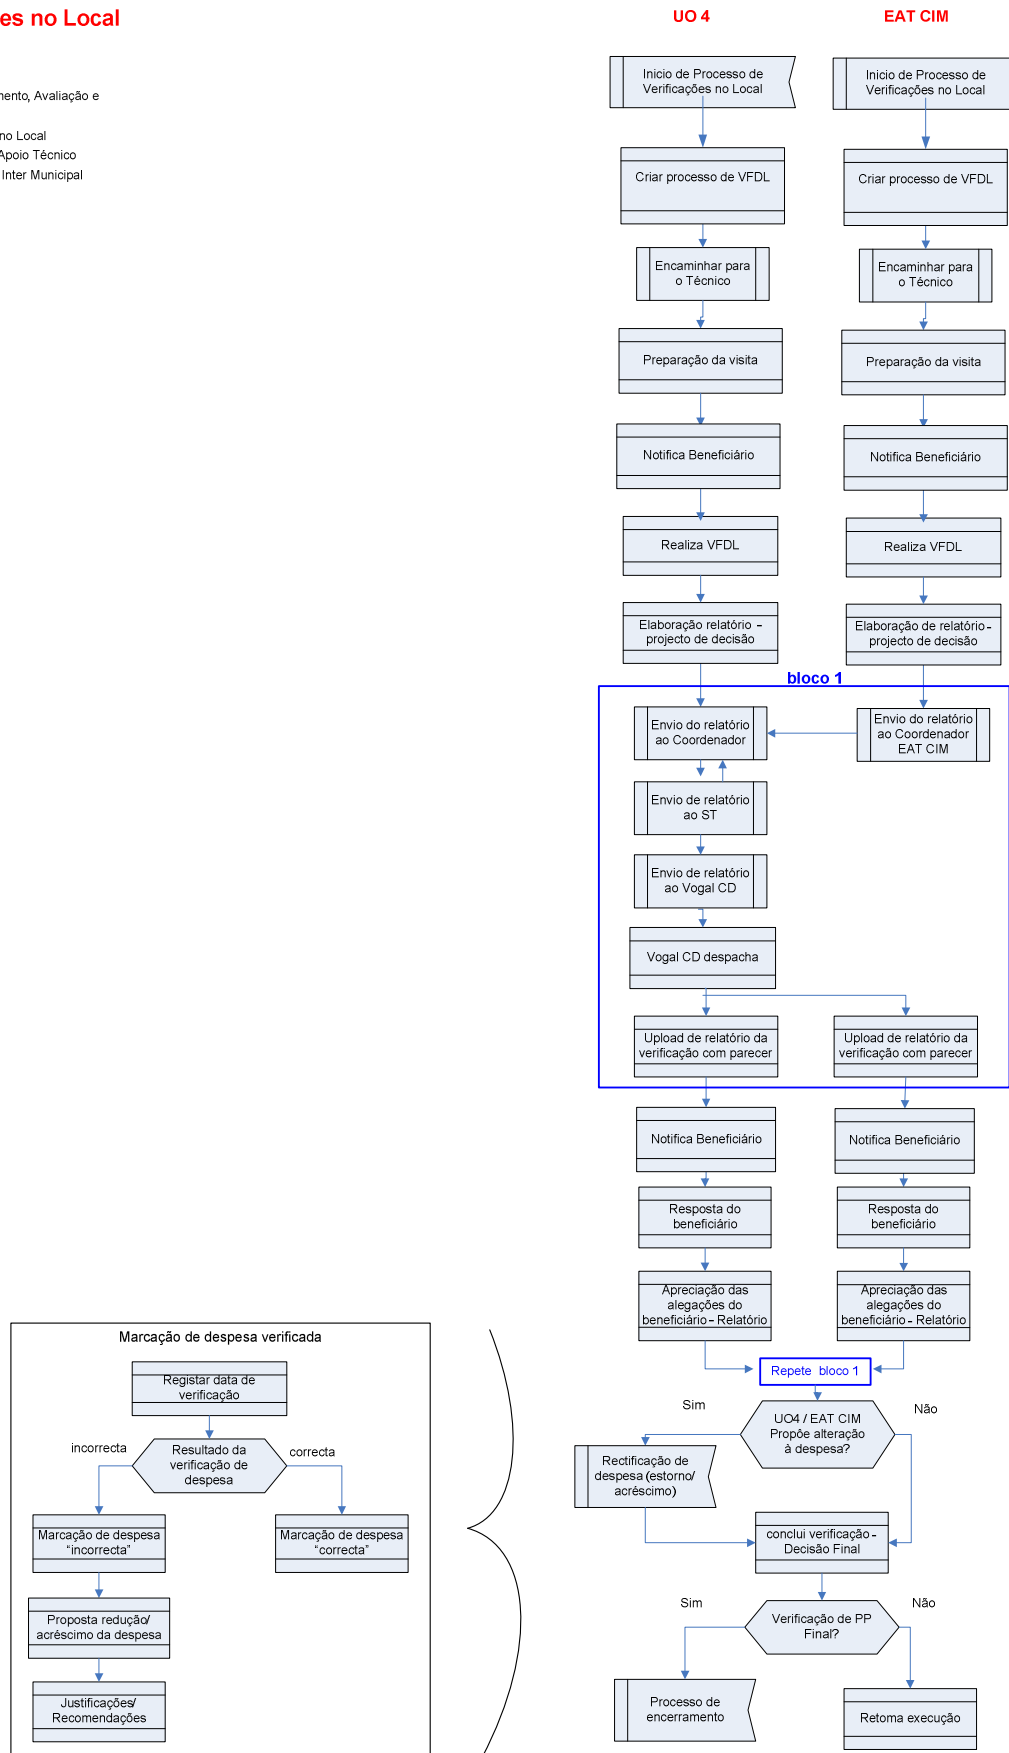 es no Local
UO 4
EAT CIM
Inicio de Processo de
Verificações no Local
Inicio de Processo de
Verificações no Local
nento, Avaliação e
no Local
Apoio Técnico
Inter Municipal
Criar processo de VFDL
Criar processo de VFDL
Encaminhar para
o Técnico
Encaminhar para
o Técnico
Preparação da visita
Preparação da visita
Notifica Beneficiário
Notifica Beneficiário
Realiza VFDL
Realiza VFDL
Elaboração relatório –
projecto de decisão
Elaboração de relatório –
projecto de decisão
bloco 1
Envio do relatório
ao Coordenador
Envio do relatório
ao Coordenador
EAT CIM
Envio de relatório
ao ST
Envio de relatório
ao Vogal CD
Vogal CD despacha
Upload de relatório da
verificação com parecer
Upload de relatório da
verificação com parecer
Notifica Beneficiário
Notifica Beneficiário
Resposta do
beneficiário
Resposta do
beneficiário
Apreciação das
alegações do
beneficiário – Relatório
Apreciação das
alegações do
beneficiário – Relatório
Repete bloco 1
Sim
Não
UO4 / EAT CIM
Propõe alteração
à despesa?
Rectificação de
despesa (estorno/
acréscimo)
conclui verificação –
Decisão Final
Sim
Não
Verificação de PP
Final?
Processo de
encerramento
Retoma execução
Marcação de despesa verificada
Registar data de
verificação
incorrecta
Resultado da
verificação de
despesa
correcta
Marcação de despesa
“incorrecta”
Marcação de despesa
“correcta”
Proposta redução/
acréscimo da despesa
Justificações/
Recomendações